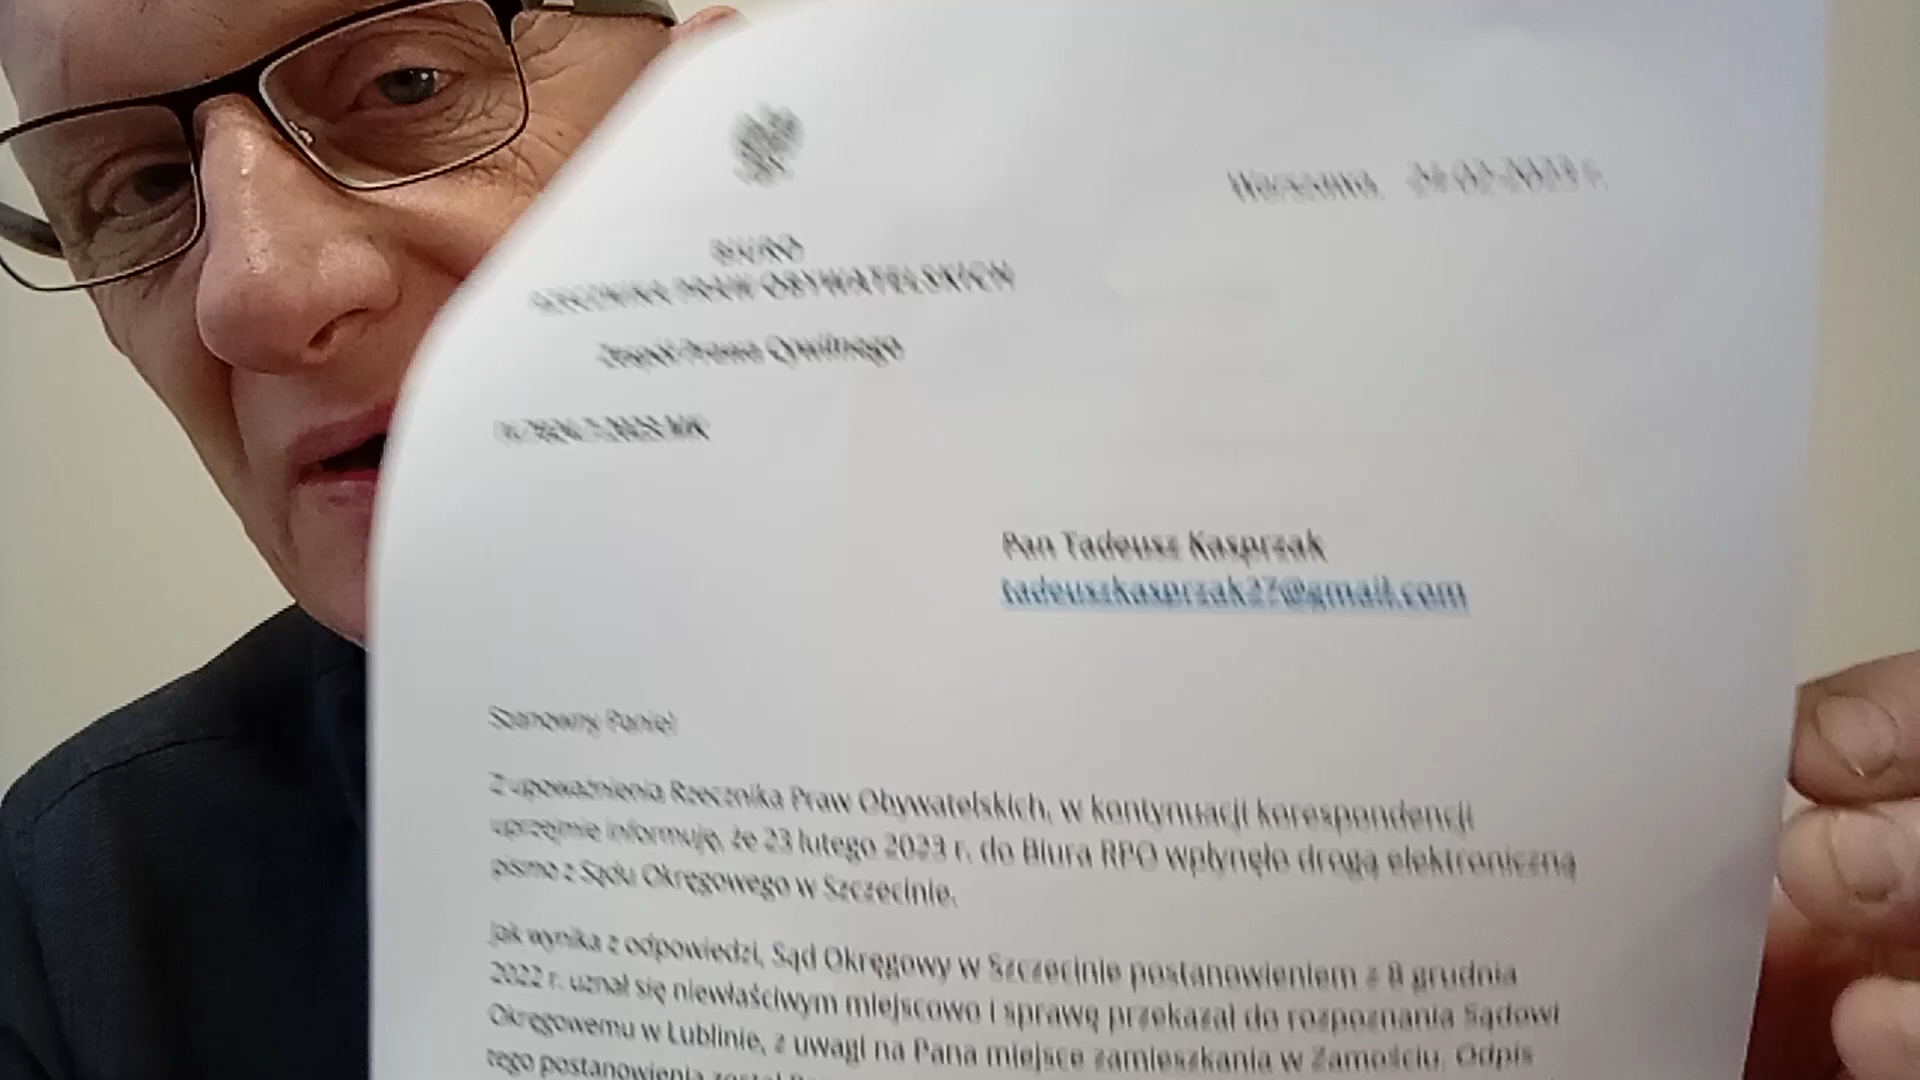 Warszawa, 24-02-2023 r.
BIURO
RZECZNIKA PRAW OBYWATELSKICH
Zespół Prawa Cywilnego
Pan Tadeusz Kasprzak
tadeuszkasprzak27@gmail.com
Szanowny Panie!
Z upoważnienia Rzecznika Praw Obywatelskich, w kontynuacji korespondencji
uprzejmie informuję, że 23 lutego 2023 r. do Biura RPO wpłynęło drogą elektroniczną
pismo z Sądu Okręgowego w Szczecinie.
Jak wynika z odpowiedzi, Sąd Okręgowy w Szczecinie postanowieniem z 8 grudnia
2022 r. uznał się niewłaściwym miejscowo i sprawę przekazał do rozpoznania Sądowi
Okręgowemu w Lublinie, z uwagi na Pana miejsce zamieszkania w Zamościu. Odpis
tego postanowienia został